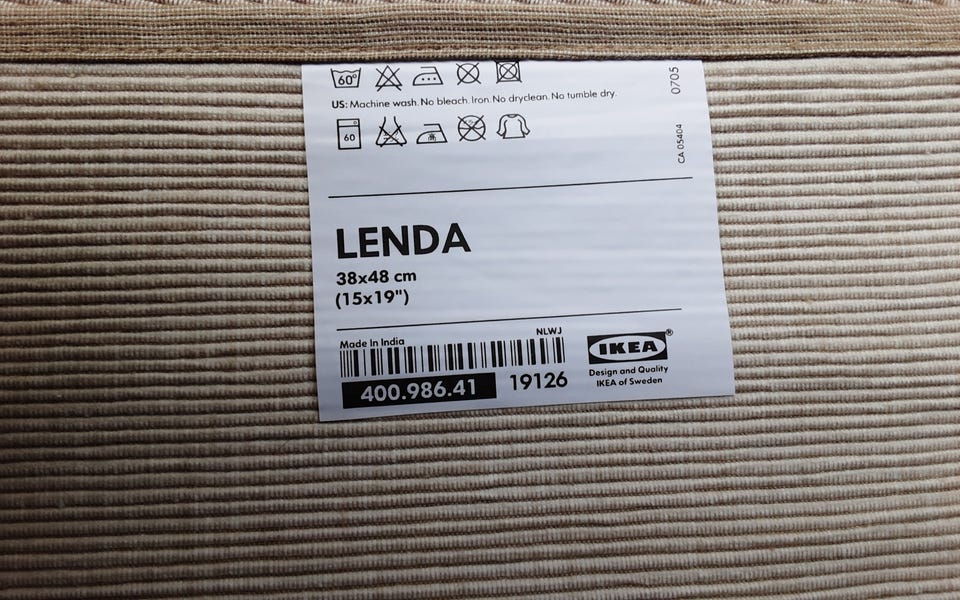 60°
0705
US: Machine wash. No bleach. Iron. No dryclean. No tumble dry.
60
CA 05404
LENDA
38x48 cm
(15x19")
Made In India
NLWJ
400.986.41
19126
IKEA®
Design and Quality
IKEA of Sweden